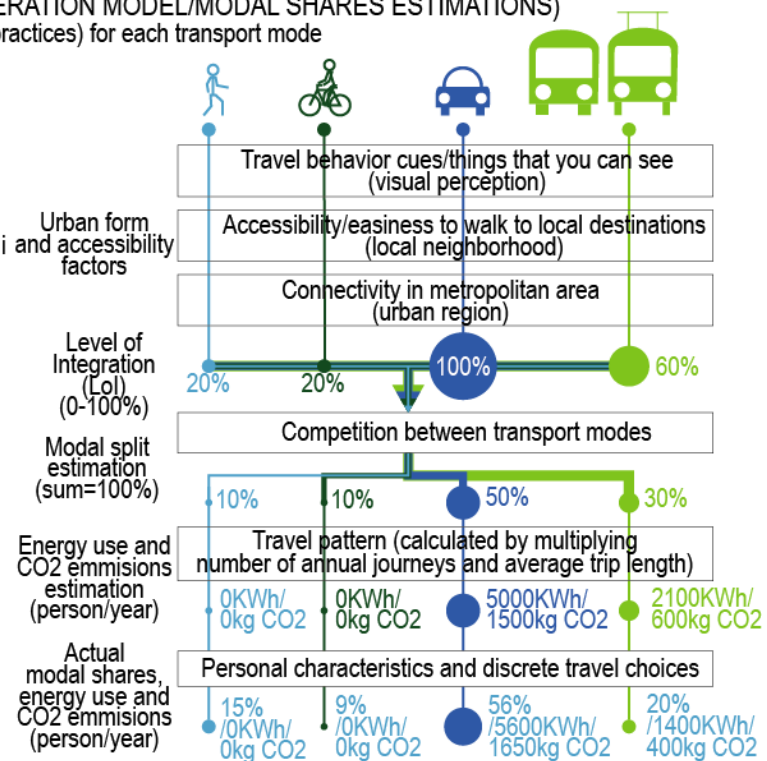 ERATION MODEL/MODAL SHARES ESTIMATIONS)
practices) for each transport mode
Travel behavior cues/things that you can see
(visual perception)
Urban form
i and accessibility
factors
Accessibility/easiness to walk to local destinations
(local neighborhood)
Connectivity in metropolitan area
(urban region)
Level of
Integration
(LoI)
(0-100%)
20%
20%
100%
60%
Competition between transport modes
Modal split
estimation
(sum=100%)
10%
10%
50%
30%
Travel pattern (calculated by multiplying
number of annual journeys and average trip length)
Energy use and
CO2 emmisions
estimation
(person/year)
0KWh/
0kg CO2
0KWh/
0kg CO2
5000KWh/
1500kg CO2
2100KWh/
600kg CO2
Personal characteristics and discrete travel choices
Actual
modal shares,
energy use and
CO2 emmisions
(person/year)
15%
/0KWh/
0kg CO2
9%
/0KWh/
0kg CO2
56%
/5600KWh/
1650kg CO2
20%
/1400KWh/
400kg CO2